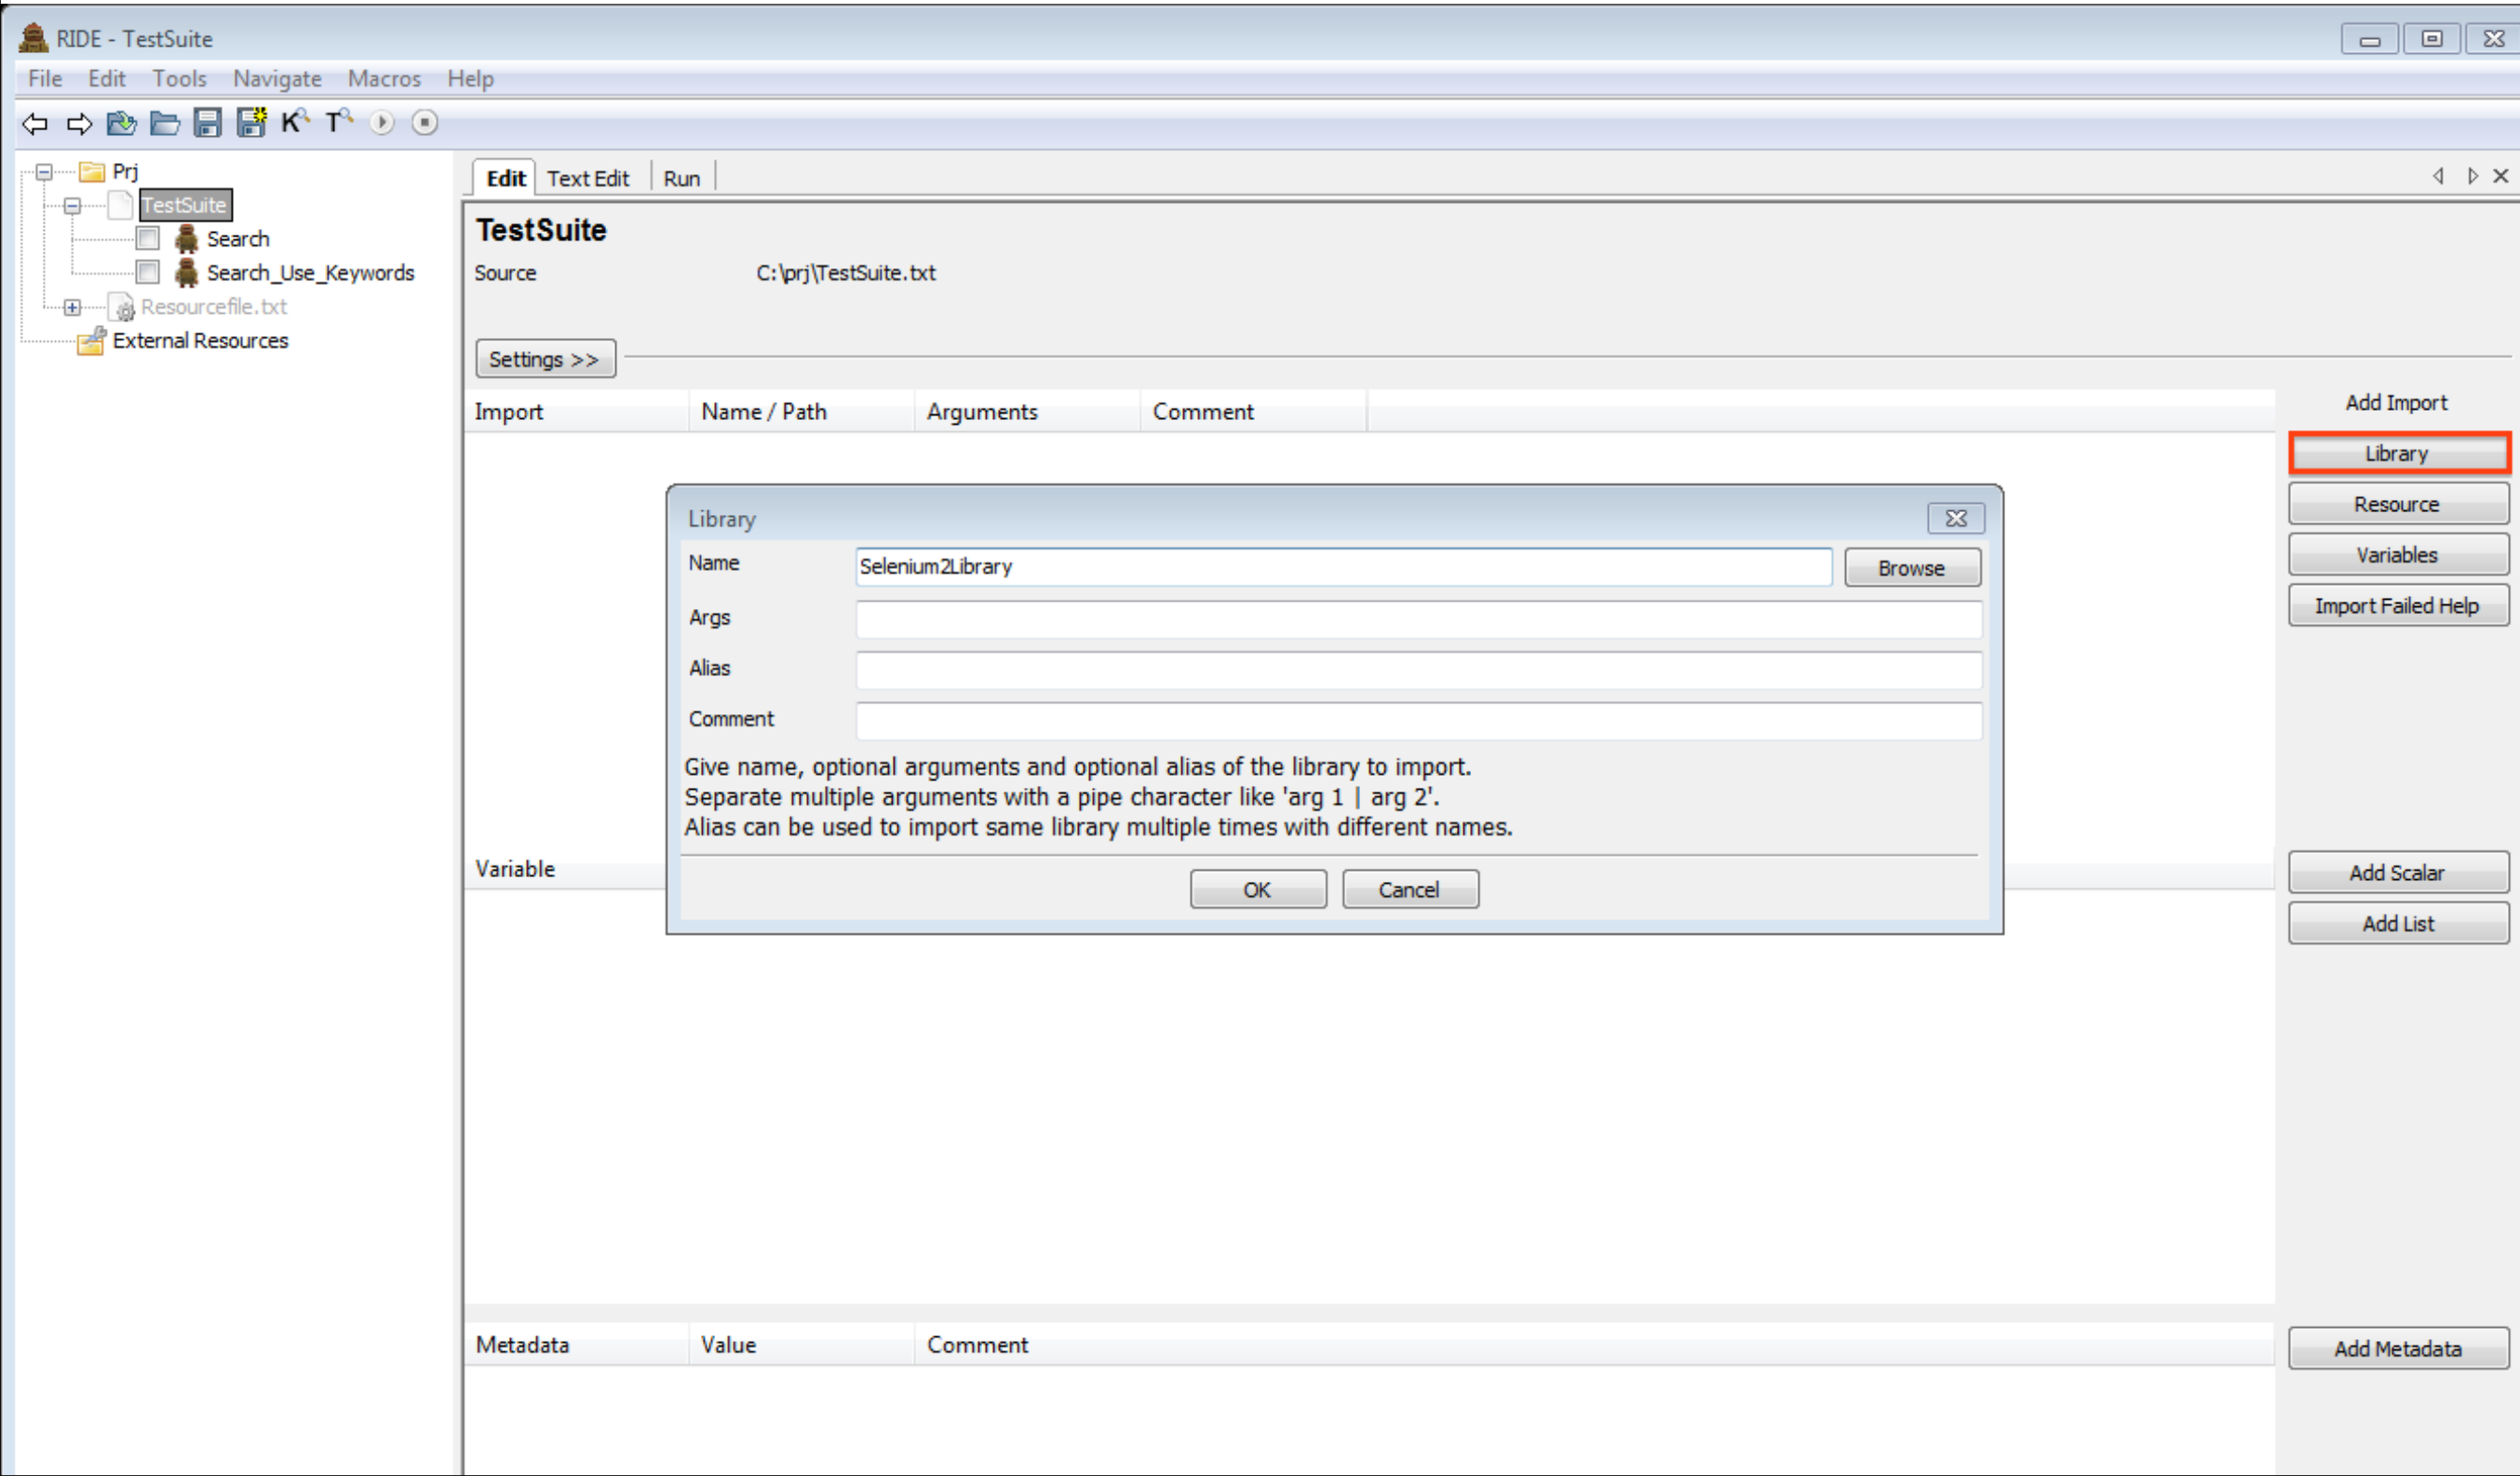 RIDE - TestSuite
File Edit Tools Navigate Macros Help
K T
Prj
TestSuite
Search
Search_Use_Keywords
Resourcefile.txt
External Resources
Edit Text Edit Run
TestSuite
Source C:\prj\TestSuite.txt
Settings >>
Import Name / Path Arguments Comment
Add Import
Library
Resource
Variables
Import Failed Help
Library
Name Selenium2Library Browse
Args
Alias
Comment
Give name, optional arguments and optional alias of the library to import.
Separate multiple arguments with a pipe character like 'arg 1 | arg 2'.
Alias can be used to import same library multiple times with different names.
OK Cancel
Variable
Add Scalar
Add List
Metadata Value Comment
Add Metadata